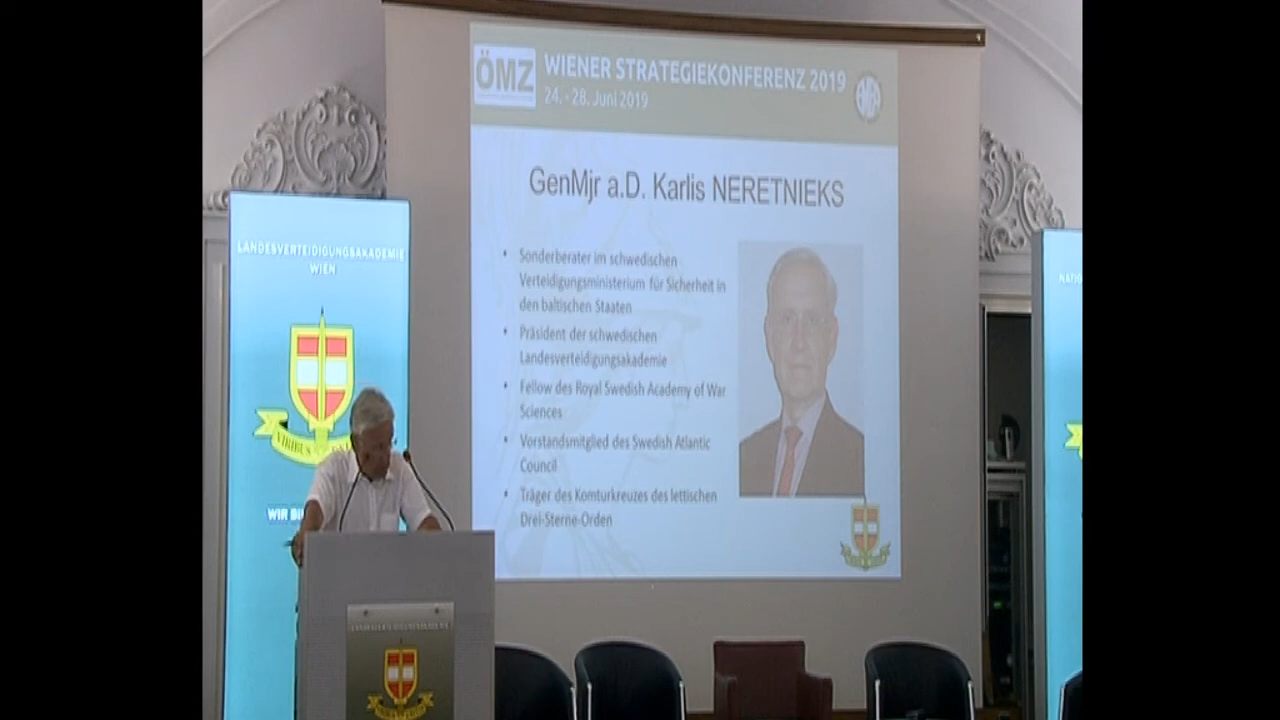 ÖMZ
WIENER STRATEGIEKONFERENZ 2019
24. - 28. Juni 2019
GenMjr a.D. Karlis NERETNIEKS
• Sonderberater im schwedischen
Verteidigungsministerium für Sicherheit in
den baltischen Staaten
• Präsident der schwedischen
Landesverteidigungsakademie
• Fellow des Royal Swedish Academy of War
Sciences
• Vorstandsmitglied des Swedish Atlantic
Council
• Träger des Komturkreuzes des lettischen
Drei-Sterne-Orden
LANDESVERTEIDIGUNGSAKADEMIE
WIEN
VIRIBUS
WIR
LANDESVERTEIDIGUNGSAKADEMIE